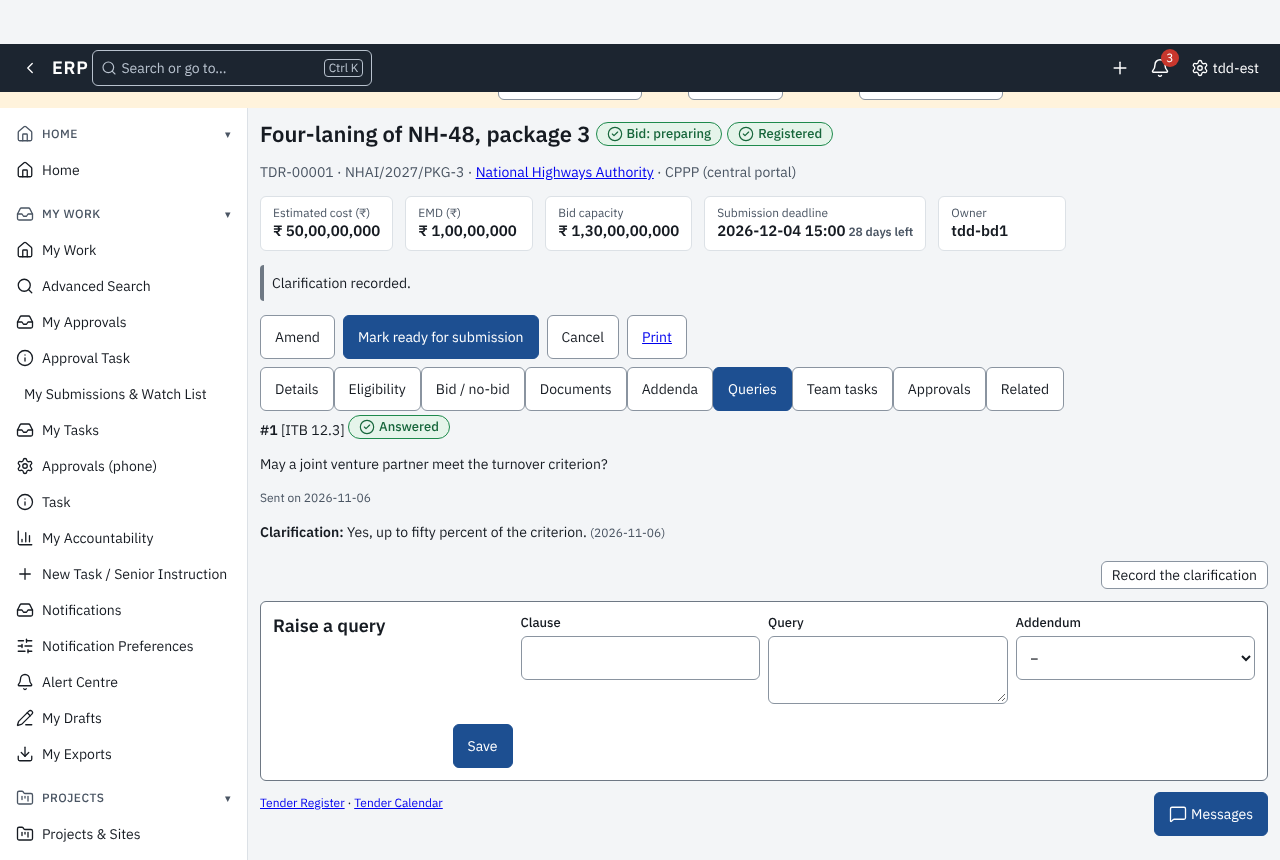 ERP
Search or go to...
Ctrl K
3
tdd-est
HOME
Home
MY WORK
My Work
Advanced Search
My Approvals
Approval Task
My Submissions & Watch List
My Tasks
Approvals (phone)
Task
My Accountability
New Task / Senior Instruction
Notifications
Notification Preferences
Alert Centre
My Drafts
My Exports
PROJECTS
Projects & Sites
Four-laning of NH-48, package 3
Bid: preparing
Registered
TDR-00001 · NHAI/2027/PKG-3 · National Highways Authority · CPPP (central portal)
Estimated cost (₹)
₹ 50,00,00,000
EMD (₹)
₹ 1,00,00,000
Bid capacity
₹ 1,30,00,00,000
Submission deadline
2026-12-04 15:00 28 days left
Owner
tdd-bd1
Clarification recorded.
Amend
Mark ready for submission
Cancel
Print
Details
Eligibility
Bid / no-bid
Documents
Addenda
Queries
Team tasks
Approvals
Related
#1 [ITB 12.3] Answered
May a joint venture partner meet the turnover criterion?
Sent on 2026-11-06
Clarification: Yes, up to fifty percent of the criterion. (2026-11-06)
Record the clarification
Raise a query
Clause
Query
Addendum
–
Save
Tender Register · Tender Calendar
Messages